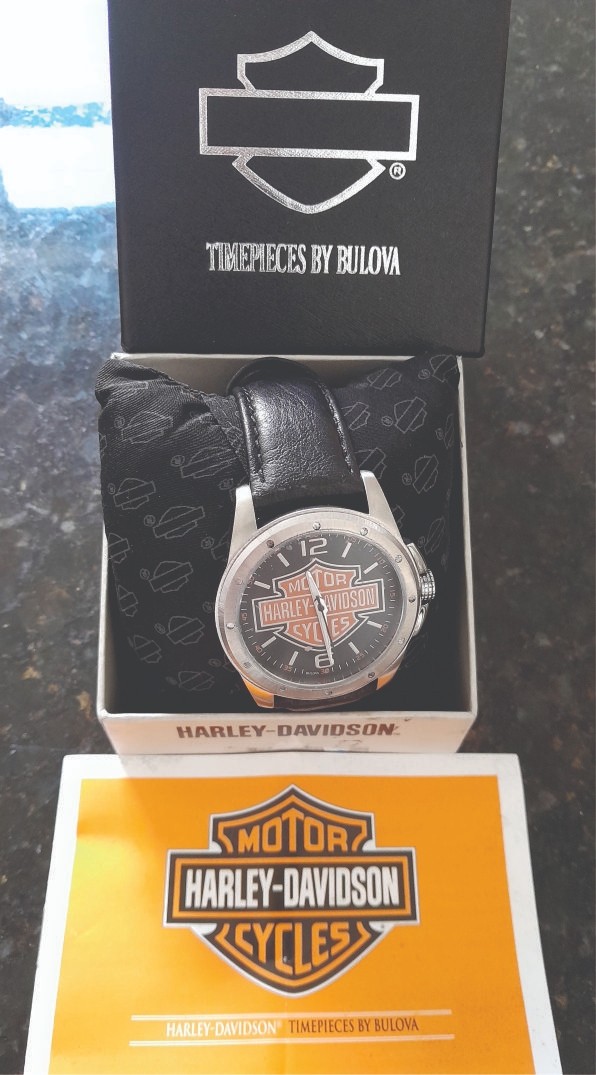 ®
TIMEPIECES BY BULOVA
12
MOTOR
HARLEY-DAVIDSON
CYCLES
6
HARLEY-DAVIDSON
MOTOR
HARLEY-DAVIDSON
CYCLES
HARLEY-DAVIDSON® TIMEPIECES BY BULOVA